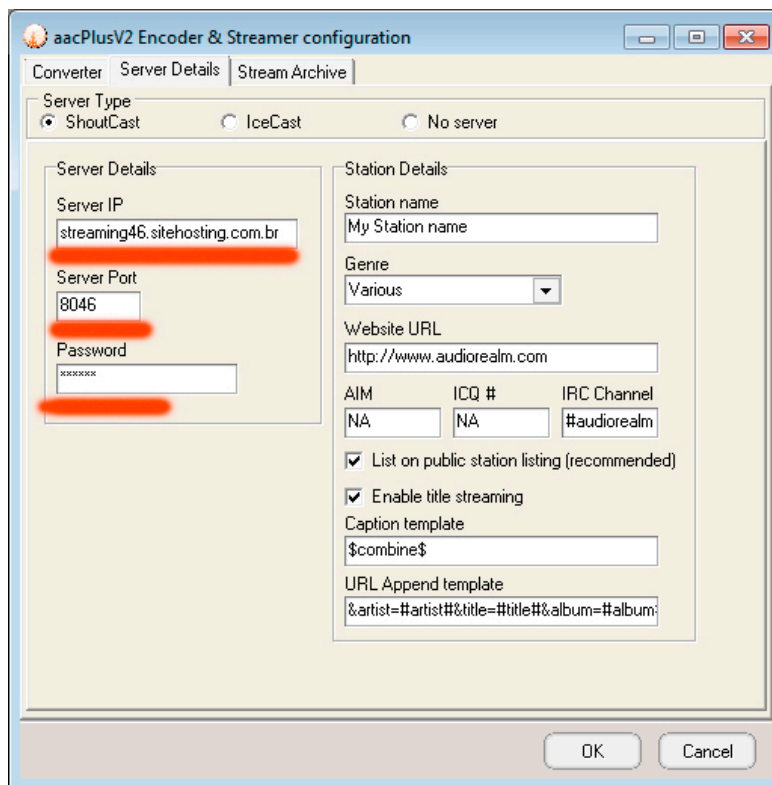 aacPlusV2 Encoder & Streamer configuration
Converter Server Details Stream Archive
Server Type
ShoutCast IceCast No server
Server Details
Server IP
streaming46.sitehosting.com.br
Server Port
8046
Password
xxxxxx
Station Details
Station name
My Station name
Genre
Various
Website URL
http://www.audiorealm.com
AIM ICQ # IRC Channel
NA NA #audiorealm
List on public station listing (recommended)
Enable title streaming
Caption template
$combine$
URL Append template
&artist=#artist#&title=#title#&album=#album
OK Cancel